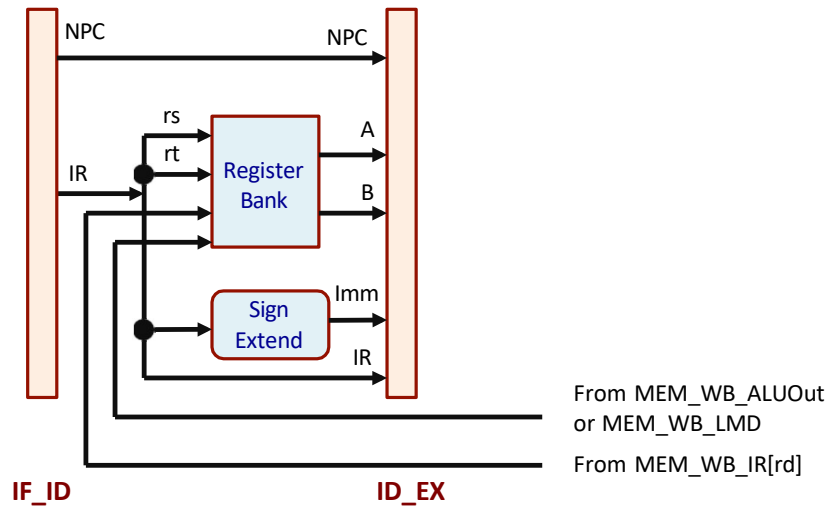 NPC
NPC
rs
A
rt
IR
Register
Bank
B
Imm
Sign
Extend
IR
From MEM_WB_ALUOut
or MEM_WB_LMD
From MEM_WB_IR[rd]
IF_ID
ID_EX